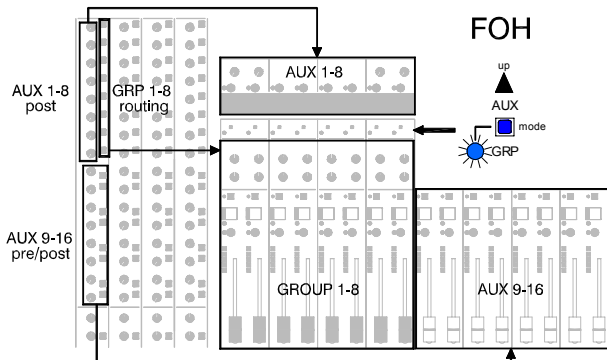 FOH
up
AUX
mode
GRP
AUX 1-8
post
GRP 1-8
routing
AUX 1-8
AUX 9-16
pre/post
GROUP 1-8
AUX 9-16